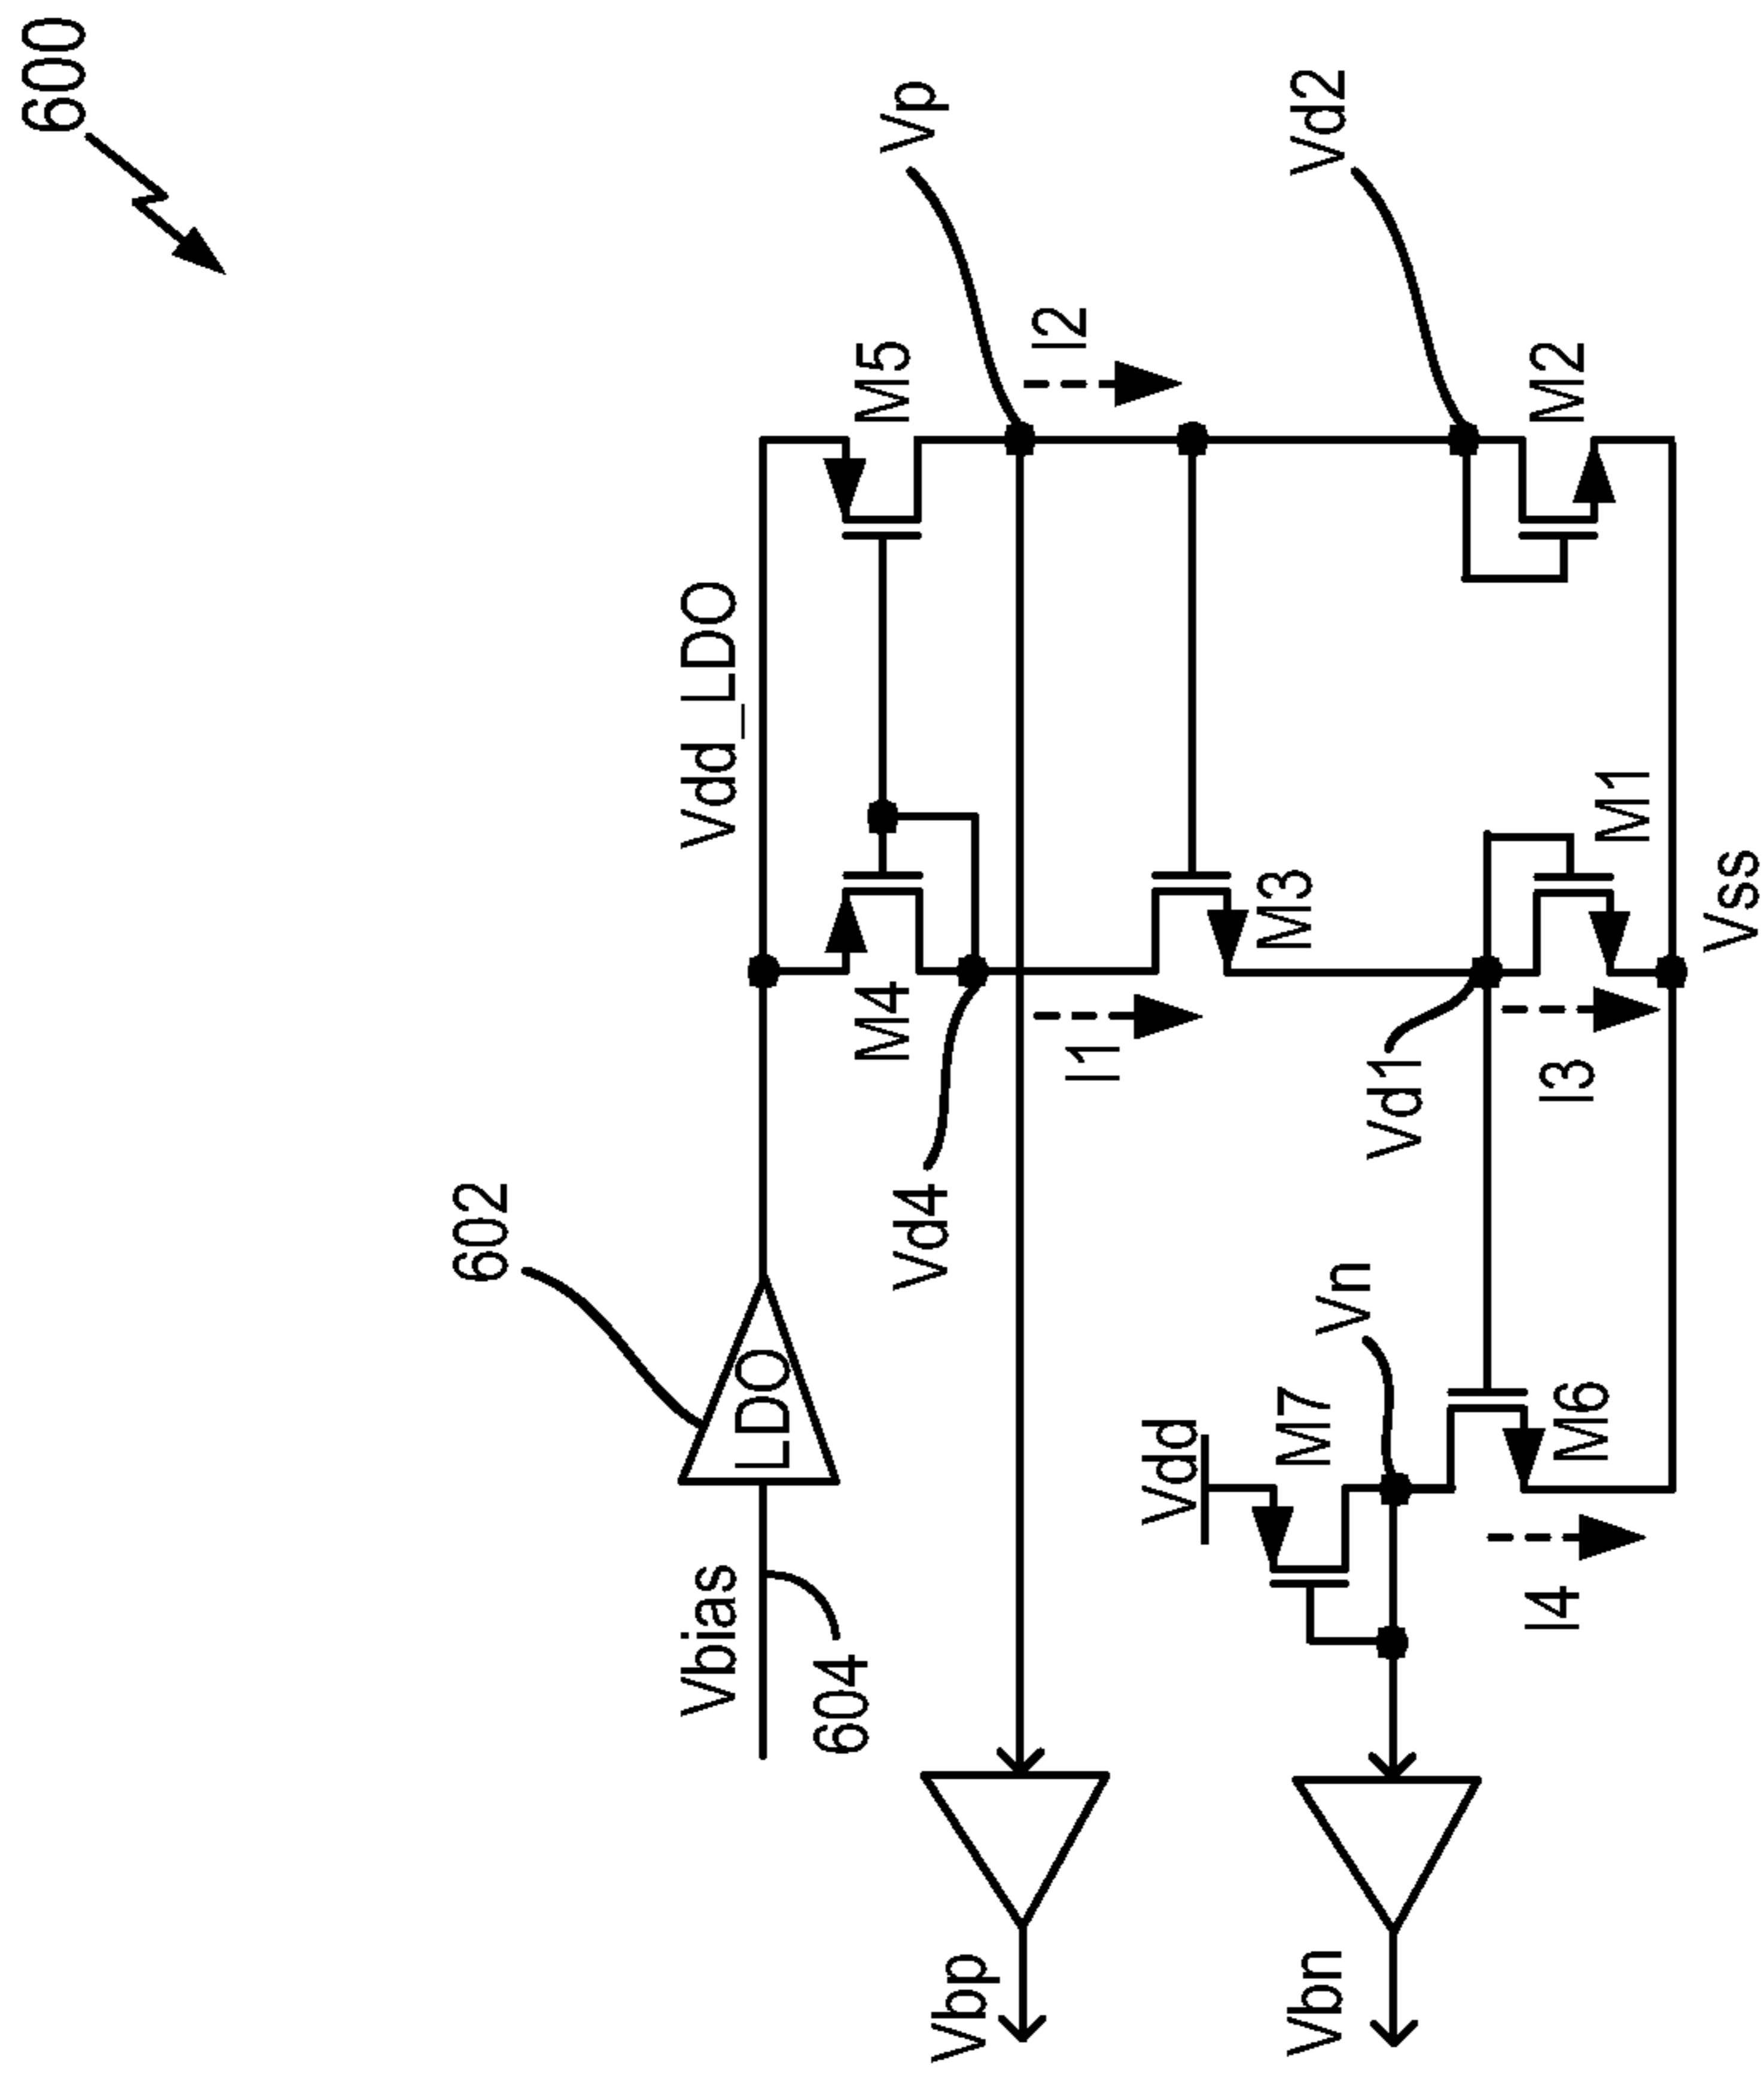 600
602
Vbias
604
LDO
Vdd_LDO
M4
M5
Vp
I2
Vd4
I1
M3
Vd2
M2
Vdd
M7
Vn
Vd1
I3
M1
M6
I4
Vss
Vbp
Vbn